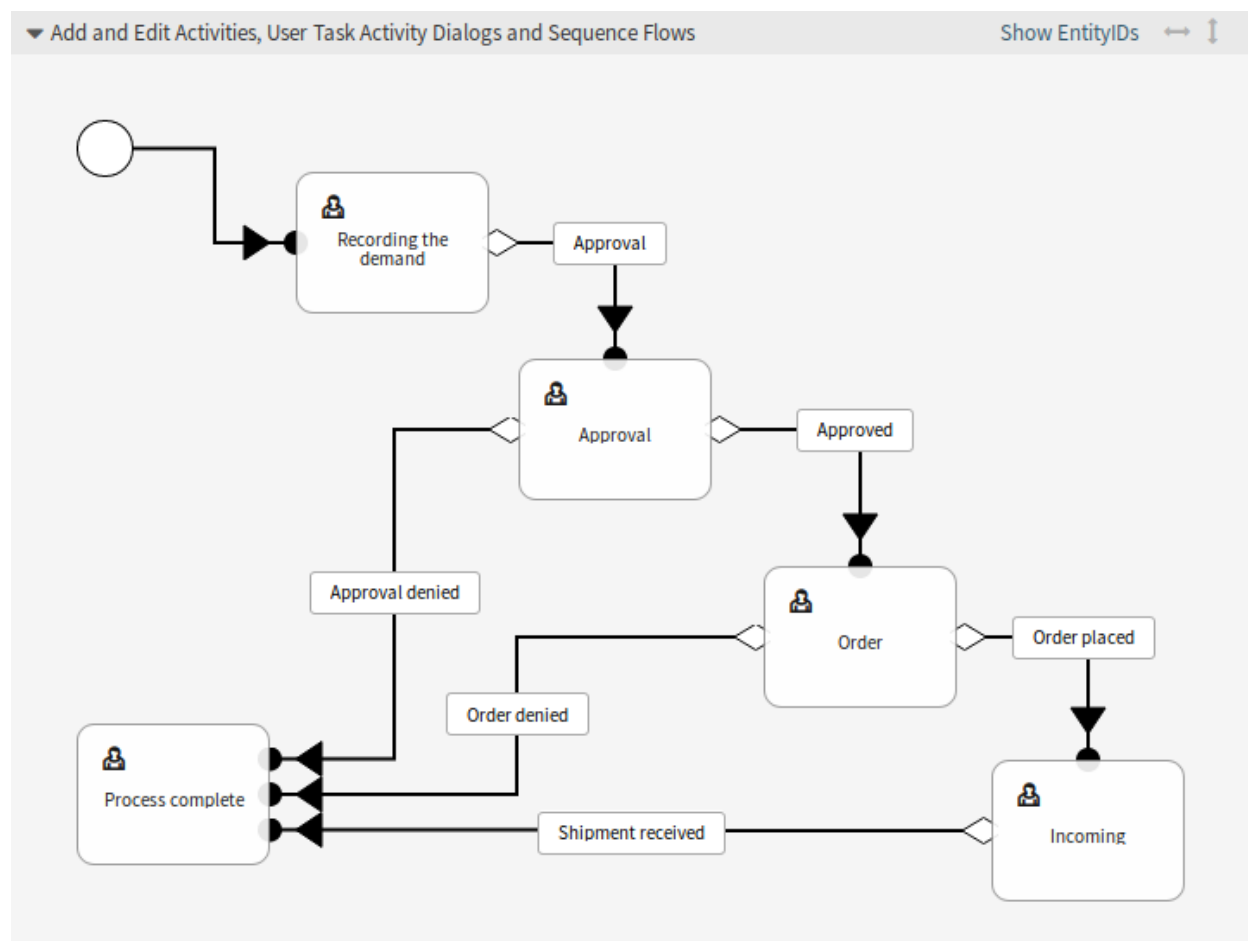 Add and Edit Activities, User Task Activity Dialogs and Sequence Flows
Show EntityIDs
Recording the
demand
Approval
Approval
Approved
Approval denied
Order
Order placed
Order denied
Process complete
Shipment received
Incoming